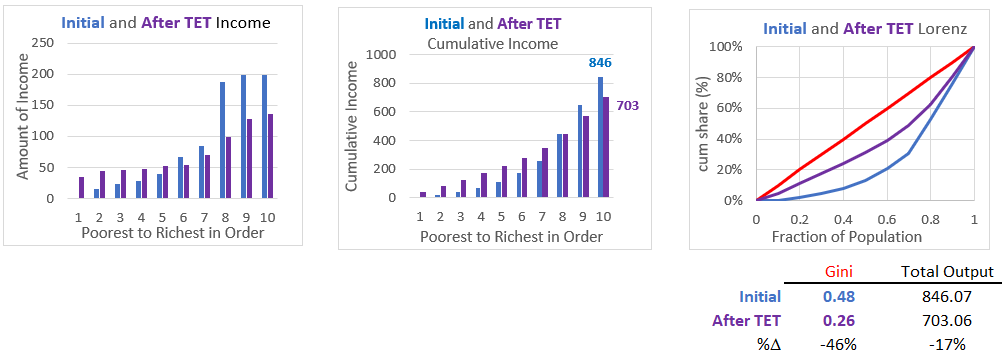 Initial and After TET Income
250
200
150
100
50
0
Amount of Income
1 2 3 4 5 6 7 8 9 10
Poorest to Richest in Order
Initial and After TET
Cumulative Income
1000
800
600
400
200
0
Cumulative Income
846
703
1 2 3 4 5 6 7 8 9 10
Poorest to Richest in Order
Initial and After TET Lorenz
100%
80%
60%
40%
20%
0%
cum share (%)
0 0.2 0.4 0.6 0.8 1
Fraction of Population
Gini Total Output
Initial 0.48 846.07
After TET 0.26 703.06
%Δ -46% -17%